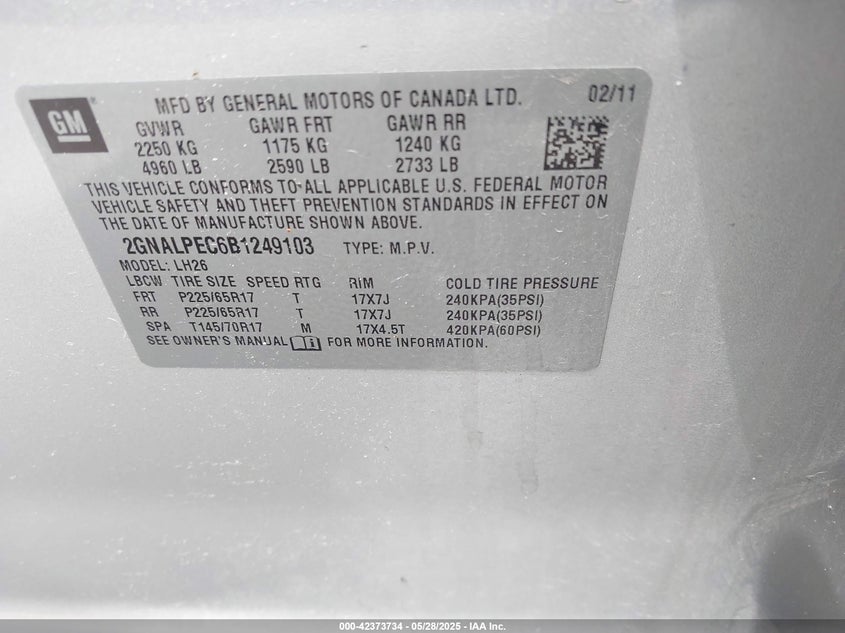 GM ®
MFD BY GENERAL MOTORS OF CANADA LTD. 02/11
GVWR GAWR FRT GAWR RR
2250 KG 1175 KG 1240 KG
4960 LB 2590 LB 2733 LB
THIS VEHICLE CONFORMS TO ALL APPLICABLE U.S. FEDERAL MOTOR
VEHICLE SAFETY AND THEFT PREVENTION STANDARDS IN EFFECT ON
THE DATE OF MANUFACTURE SHOWN ABOVE.
2GNALPEC6B1249103 TYPE: M.P.V.
MODEL: LH26
LBCW TIRE SIZE SPEED RTG RIM COLD TIRE PRESSURE
FRT P225/65R17 T 17X7J 240KPA(35PSI)
RR P225/65R17 T 17X7J 240KPA(35PSI)
SPA T145/70R17 M 17X4.5T 420KPA(60PSI)
SEE OWNER'S MANUAL FOR MORE INFORMATION.
000-42373734 - 05/28/2025 - IAA Inc.